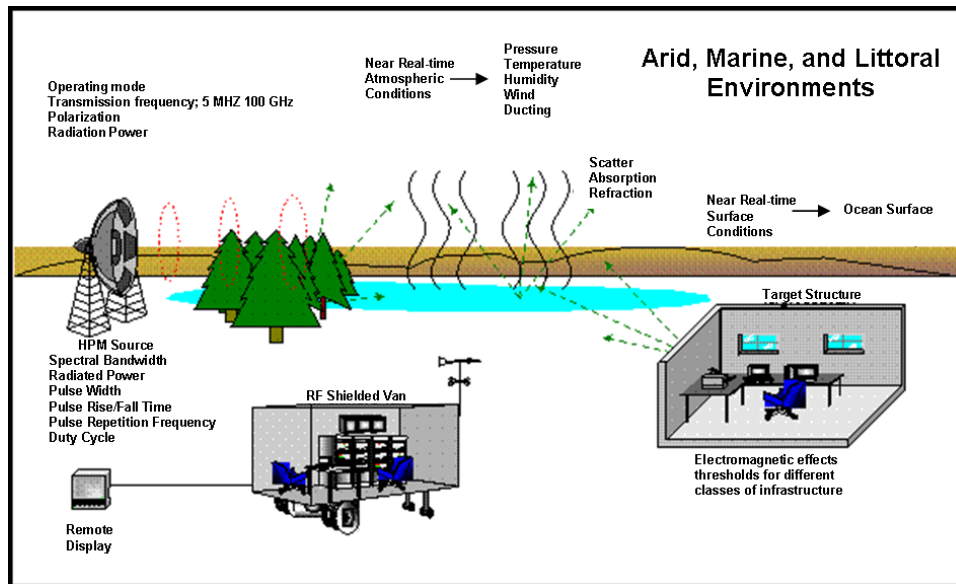 Arid, Marine, and Littoral
Environments
Operating mode
Transmission frequency; 5 MHZ 100 GHz
Polarization
Radiation Power
Near Real-time
Atmospheric
Conditions
Pressure
Temperature
Humidity
Wind
Ducting
Scatter
Absorption
Refraction
Near Real-time
Surface
Conditions
Ocean Surface
HPM Source
Spectral Bandwidth
Radiated Power
Pulse Width
Pulse Rise/Fall Time
Pulse Repetition Frequency
Duty Cycle
RF Shielded Van
Target Structure
Electromagnetic effects
thresholds for different
classes of infrastructure
Remote
Display